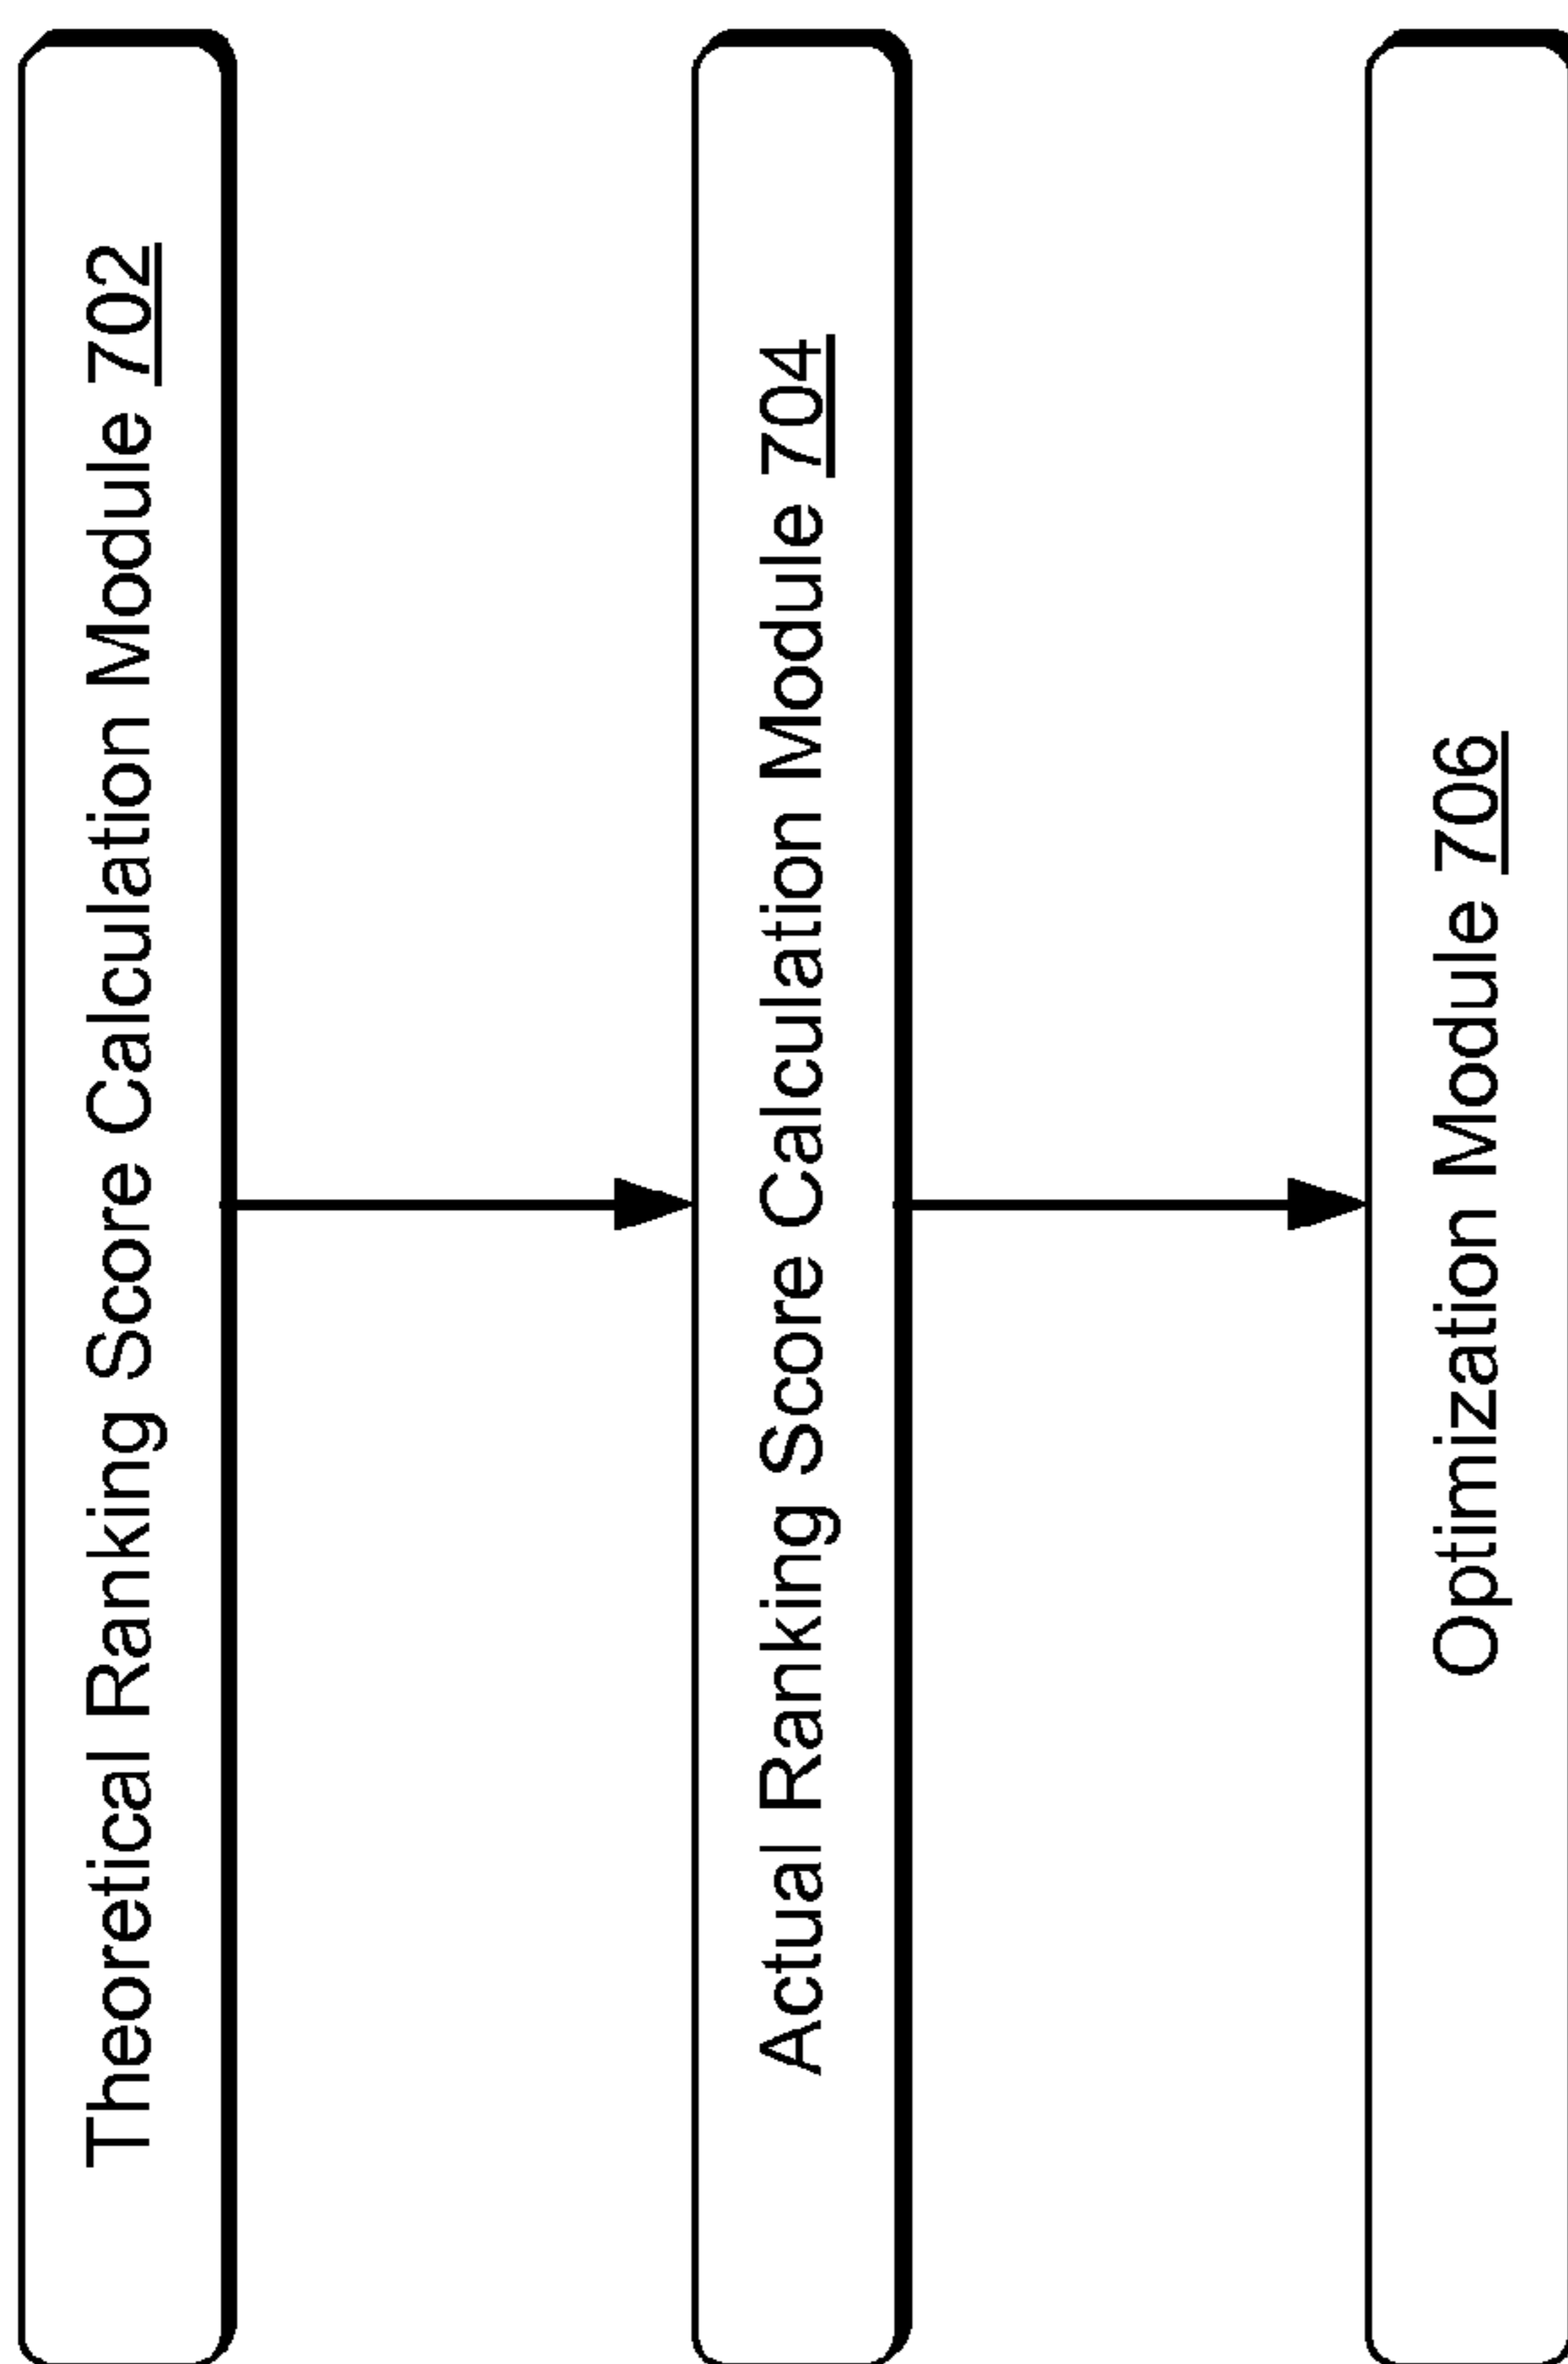 Theoretical Ranking Score Calculation Module 702
Actual Ranking Score Calculation Module 704
Optimization Module 706